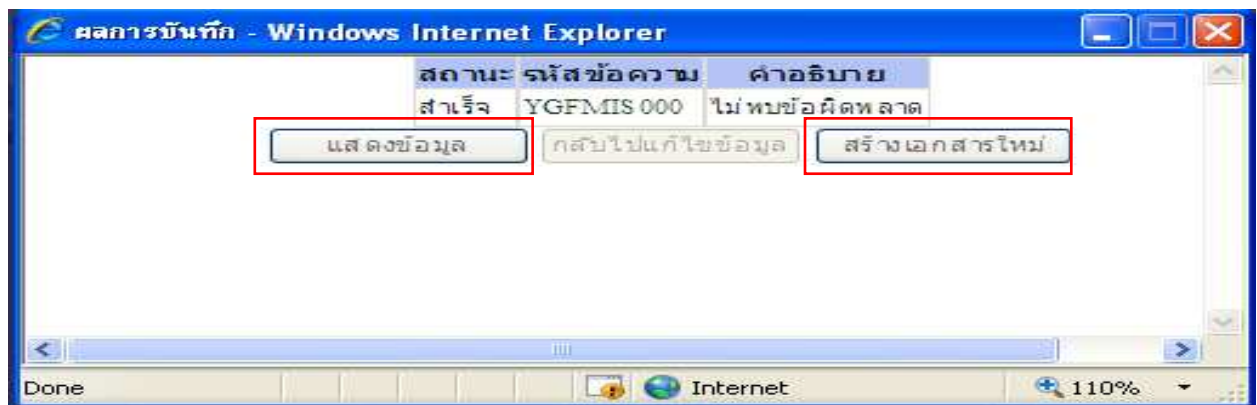 ผลการบันทึก - Windows Internet Explorer
สถานะ รหัสข้อความ คำอธิบาย
สำเร็จ YGFMIS 000 ไม่พบข้อผิดพลาด
แสดงข้อมูล กลับไปแก้ไขข้อมูล สร้างเอกสารใหม่
Done Internet 110%